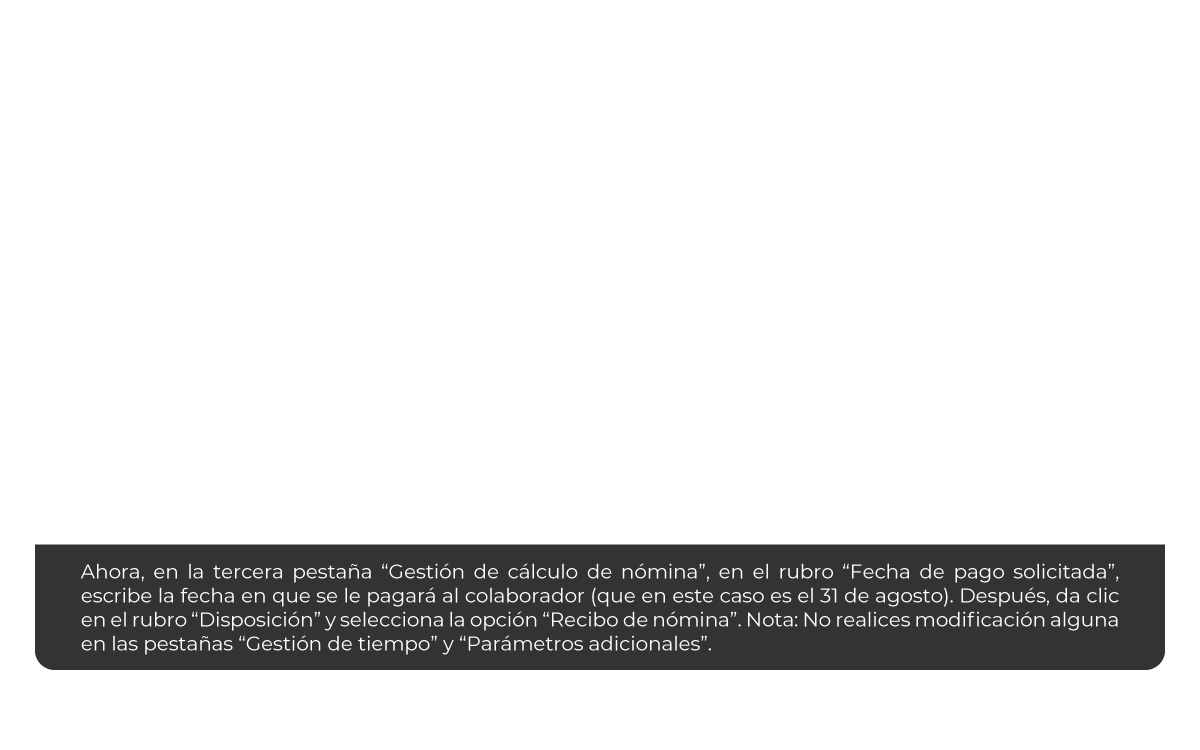 Ahora, en la tercera pestaña “Gestión de cálculo de nómina”, en el rubro “Fecha de pago solicitada”,
escribe la fecha en que se le pagará al colaborador (que en este caso es el 31 de agosto). Después, da clic
en el rubro “Disposición” y selecciona la opción “Recibo de nómina”. Nota: No realices modificación alguna
en las pestañas “Gestión de tiempo” y “Parámetros adicionales”.